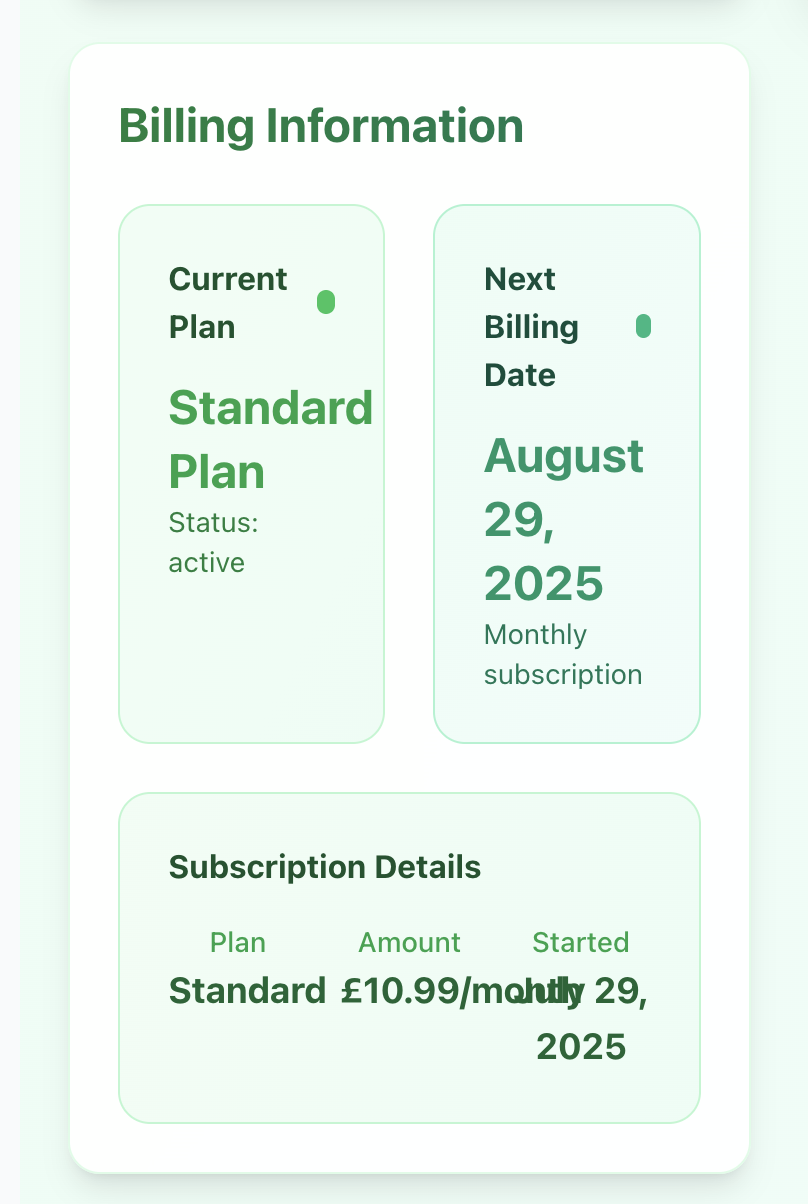 Billing Information
Current
Plan
Standard
Plan
Status:
active
Next
Billing
Date
August
29,
2025
Monthly
subscription
Subscription Details
Plan
Amount
Started
Standard
£10.99/month
July 29,
2025